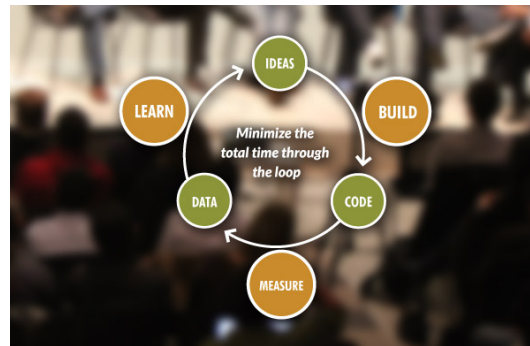 IDEAS
LEARN
BUILD
Minimize the
total time through
the loop
DATA
CODE
MEASURE